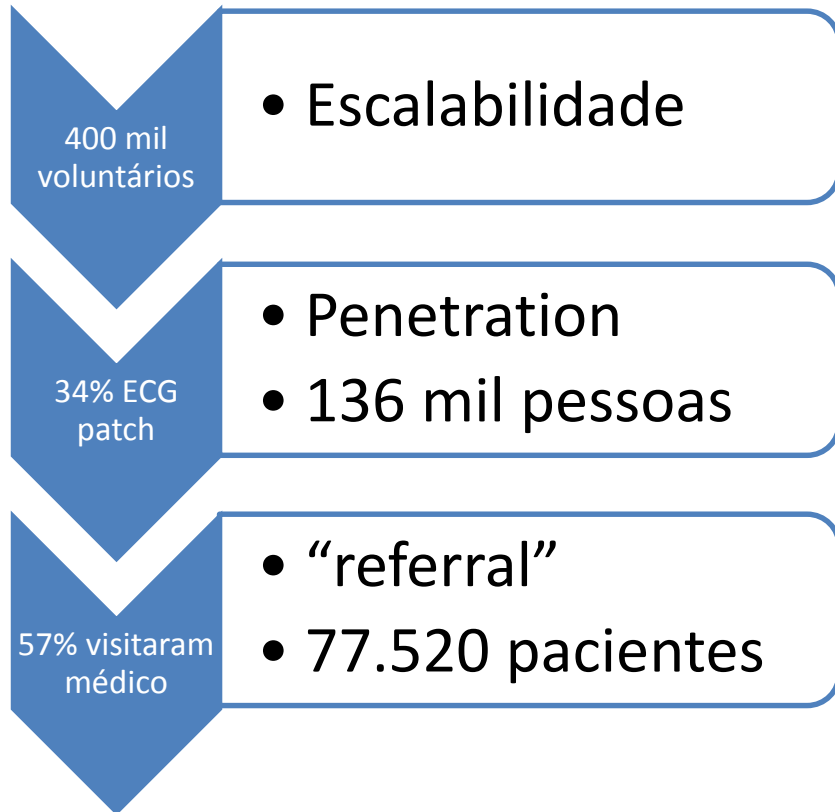 400 mil
voluntários
• Escalabilidade
34% ECG
patch
• Penetration
• 136 mil pessoas
57% visitaram
médico
• “referral”
• 77.520 pacientes